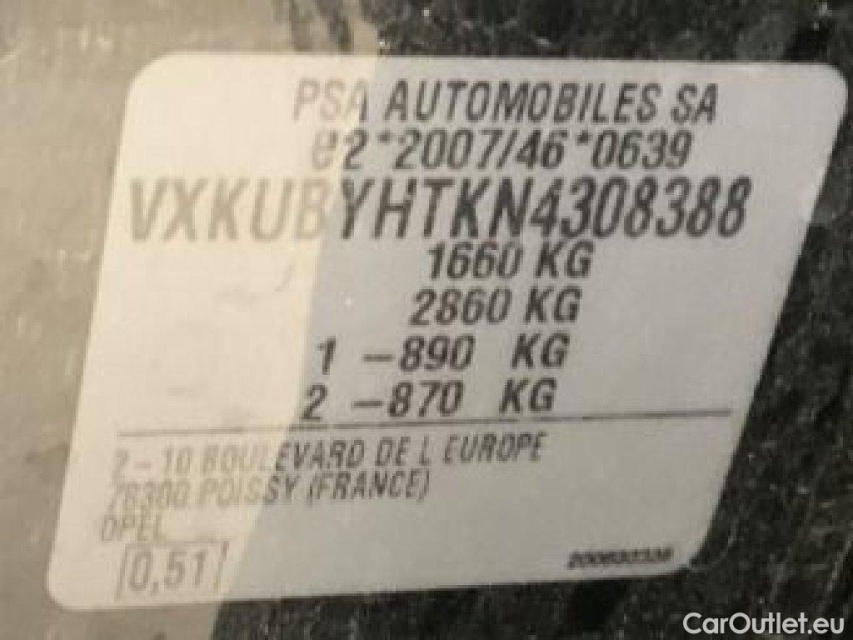 PSA AUTOMOBILES SA
e2*2007/46*0639
VXKUBYHTKN4308388
1660 KG
2860 KG
1 -890 KG
2 -870 KG
2-10 BOULEVARD DE L EUROPE
78300 POISSY (FRANCE)
OPEL
0,51
CarOutlet.eu